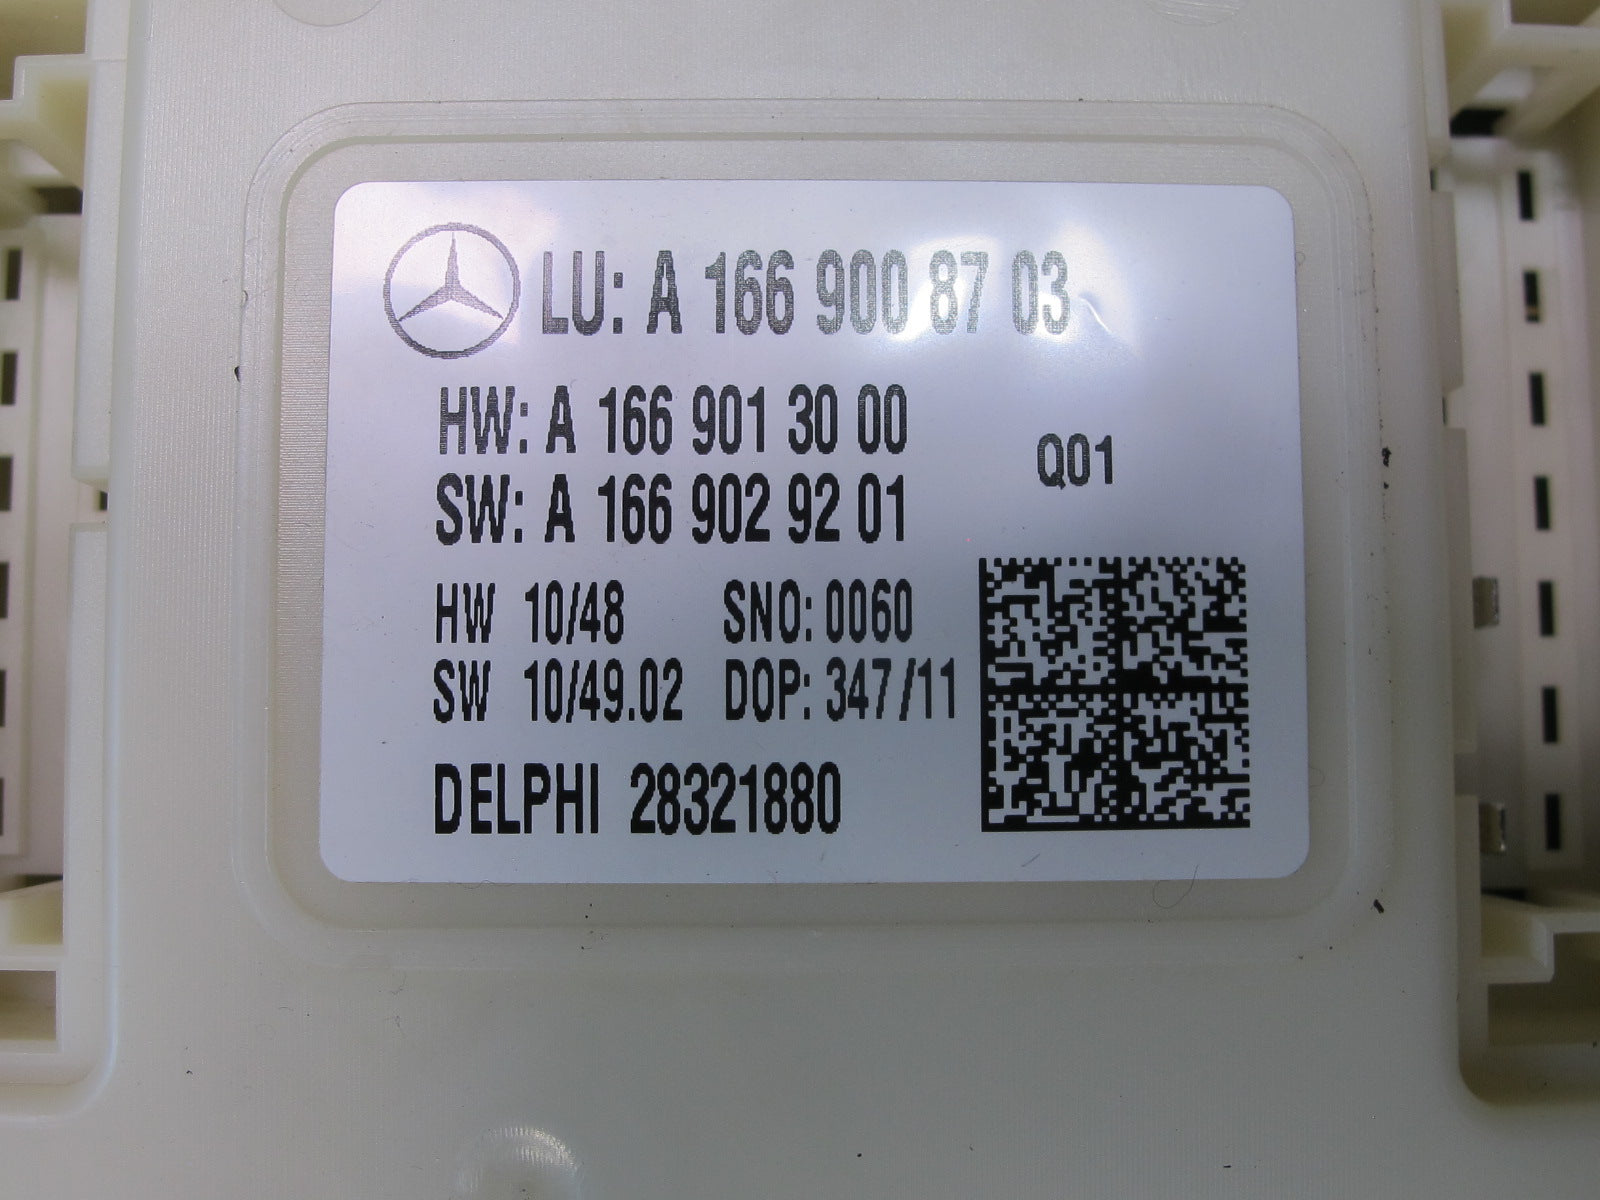 LU: A 166 900 87 03
HW: A 166 901 30 00
Q01
SW: A 166 902 92 01
HW 10/48 SNO: 0060
SW 10/49.02 DOP: 347/11
DELPHI 28321880